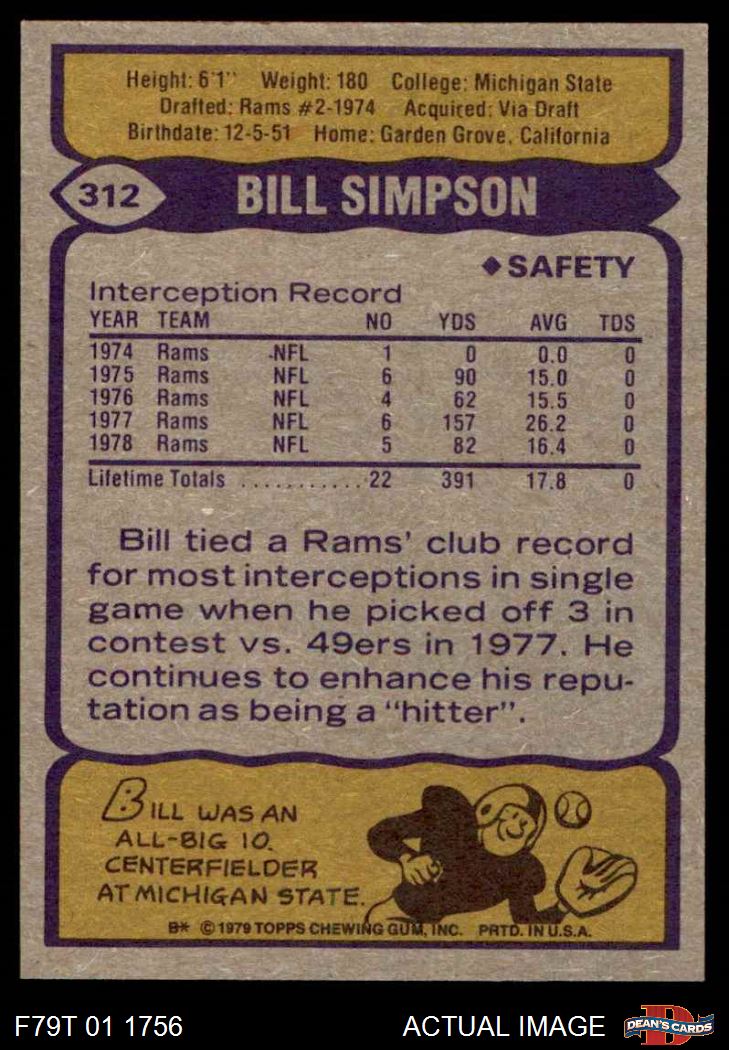 Height: 6'1" Weight: 180 College: Michigan State
Drafted: Rams #2-1974 Acquired: Via Draft
Birthdate: 12-5-51 Home: Garden Grove, California
312 BILL SIMPSON
◆ SAFETY
Interception Record
YEAR TEAM NO YDS AVG TDS
1974 Rams NFL 1 0 0.0 0
1975 Rams NFL 6 90 15.0 0
1976 Rams NFL 4 62 15.5 0
1977 Rams NFL 6 157 26.2 0
1978 Rams NFL 5 82 16.4 0
Lifetime Totals ........... 22 391 17.8 0
Bill tied a Rams' club record
for most interceptions in single
game when he picked off 3 in
contest vs. 49ers in 1977. He
continues to enhance his repu-
tation as being a "hitter".
BILL WAS AN
ALL-BIG 10.
CENTERFIELDER
AT MICHIGAN STATE.
B* © 1979 TOPPS CHEWING GUM, INC. PRTD. IN U.S.A.
F79T 01 1756 ACTUAL IMAGE DEAN'S CARDS